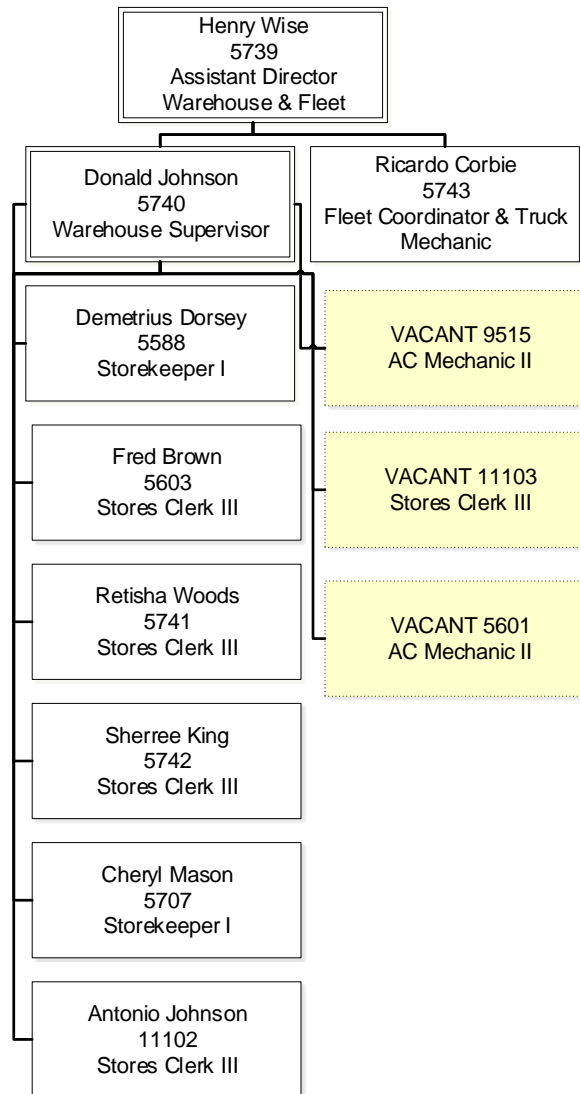 Henry Wise
5739
Assistant Director
Warehouse & Fleet
Donald Johnson
5740
Warehouse Supervisor
Ricardo Corbie
5743
Fleet Coordinator & Truck
Mechanic
Demetrius Dorsey
5588
Storekeeper I
VACANT 9515
AC Mechanic II
Fred Brown
5603
Stores Clerk III
VACANT 11103
Stores Clerk III
Retisha Woods
5741
Stores Clerk III
VACANT 5601
AC Mechanic II
Sherree King
5742
Stores Clerk III
Cheryl Mason
5707
Storekeeper I
Antonio Johnson
11102
Stores Clerk III